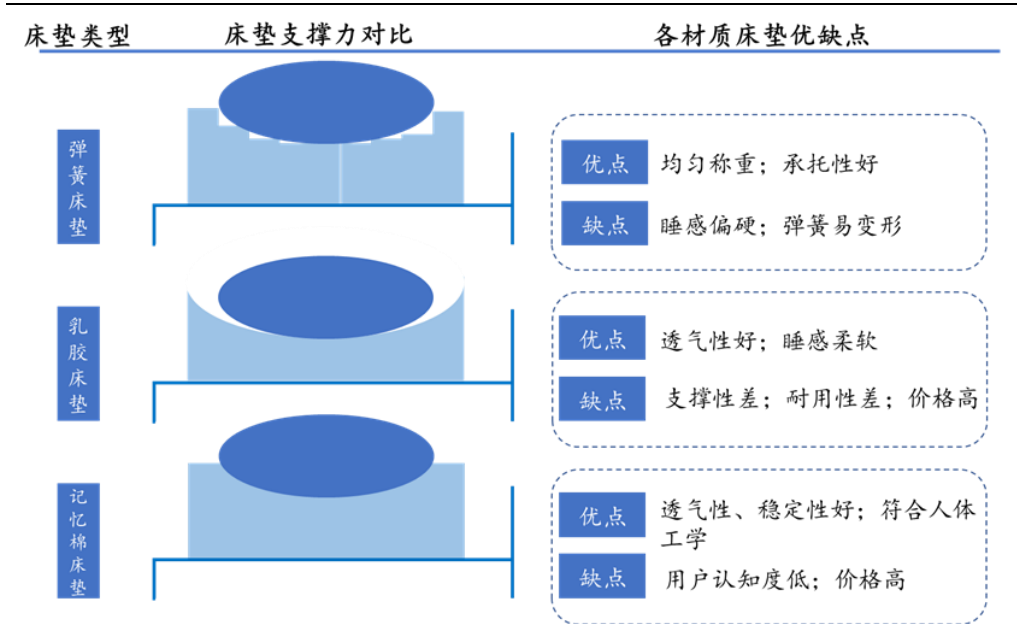 床垫类型
床垫支撑力对比
各材质床垫优缺点
弹簧床垫
优点
均匀称重；承托性好
缺点
睡感偏硬；弹簧易变形
乳胶床垫
优点
透气性好；睡感柔软
缺点
支撑性差；耐用性差；价格高
记忆棉床垫
优点
透气性、稳定性好；符合人体
工学
缺点
用户认知度低；价格高